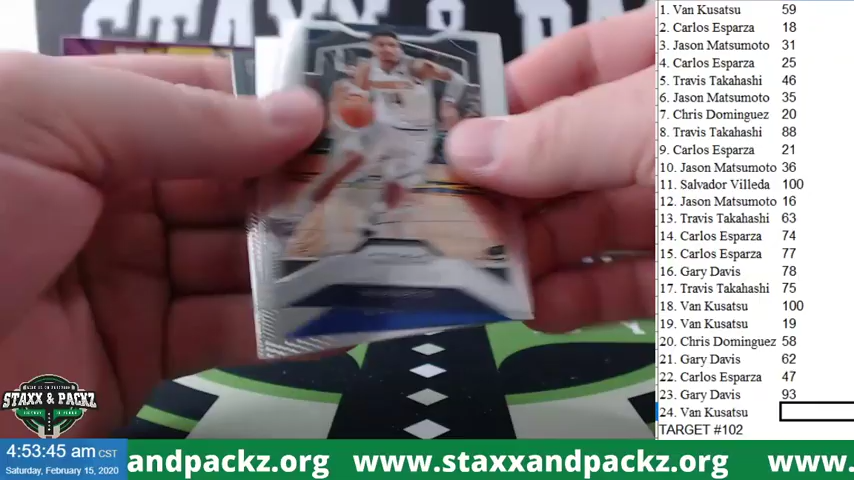 1. Van Kusatsu 59
2. Carlos Esparza 18
3. Jason Matsumoto 31
4. Carlos Esparza 25
5. Travis Takahashi 46
6. Jason Matsumoto 35
7. Chris Dominguez 20
8. Travis Takahashi 88
9. Carlos Esparza 21
10. Jason Matsumoto 36
11. Salvador Villeda 100
12. Jason Matsumoto 16
13. Travis Takahashi 63
14. Carlos Esparza 74
15. Carlos Esparza 77
16. Gary Davis 78
17. Travis Takahashi 75
18. Van Kusatsu 100
19. Van Kusatsu 19
20. Chris Dominguez 58
21. Gary Davis 62
22. Carlos Esparza 47
23. Gary Davis 93
24. Van Kusatsu
TARGET #102
STAXX & PACKZ
4:53:45 am CST
Saturday, February 15, 2020
andpackz.org www.staxxandpackz.org www.